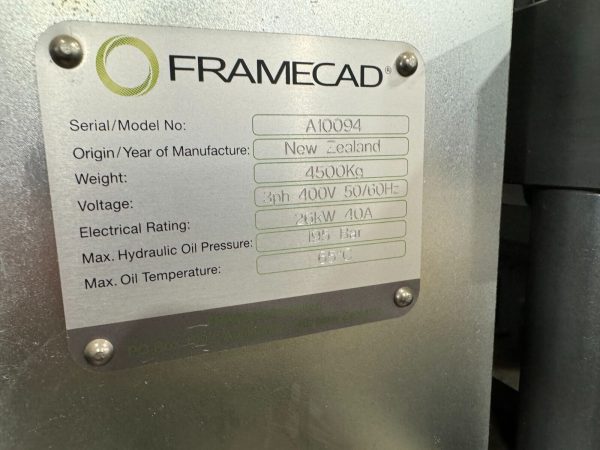 FRAMECAD®
Serial/Model No: A10094
Origin/Year of Manufacture: New Zealand
Weight: 4500Kg
Voltage: 3ph 400V 50/60Hz
Electrical Rating: 26kW 40A
Max. Hydraulic Oil Pressure: 195 Bar
Max. Oil Temperature: 65°C